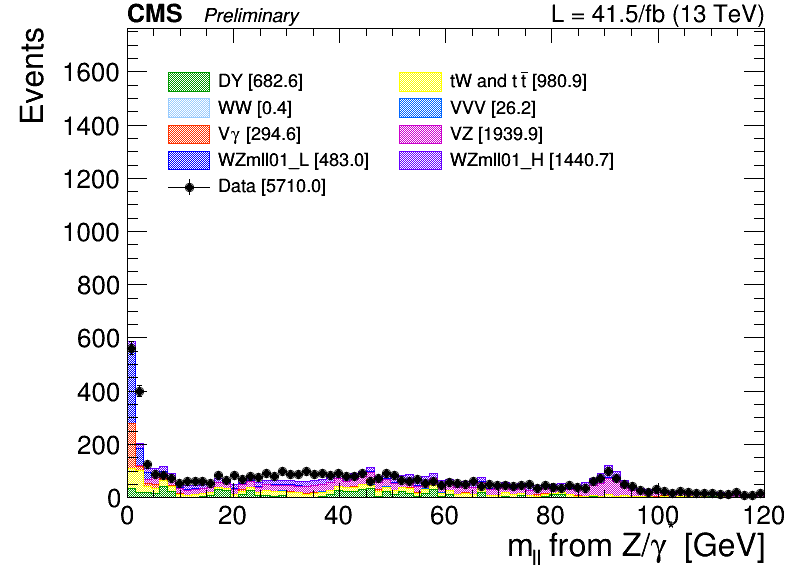 CMS Preliminary L = 41.5/fb (13 TeV)
Events
1600
1400
1200
1000
800
600
400
200
0
DY [682.6] tW and tt̅ [980.9]
WW [0.4] VVV [26.2]
Vγ [294.6] VZ [1939.9]
WZmll01_L [483.0] WZmll01_H [1440.7]
Data [5710.0]
0 20 40 60 80 100 120
m_ll from Z/γ* [GeV]